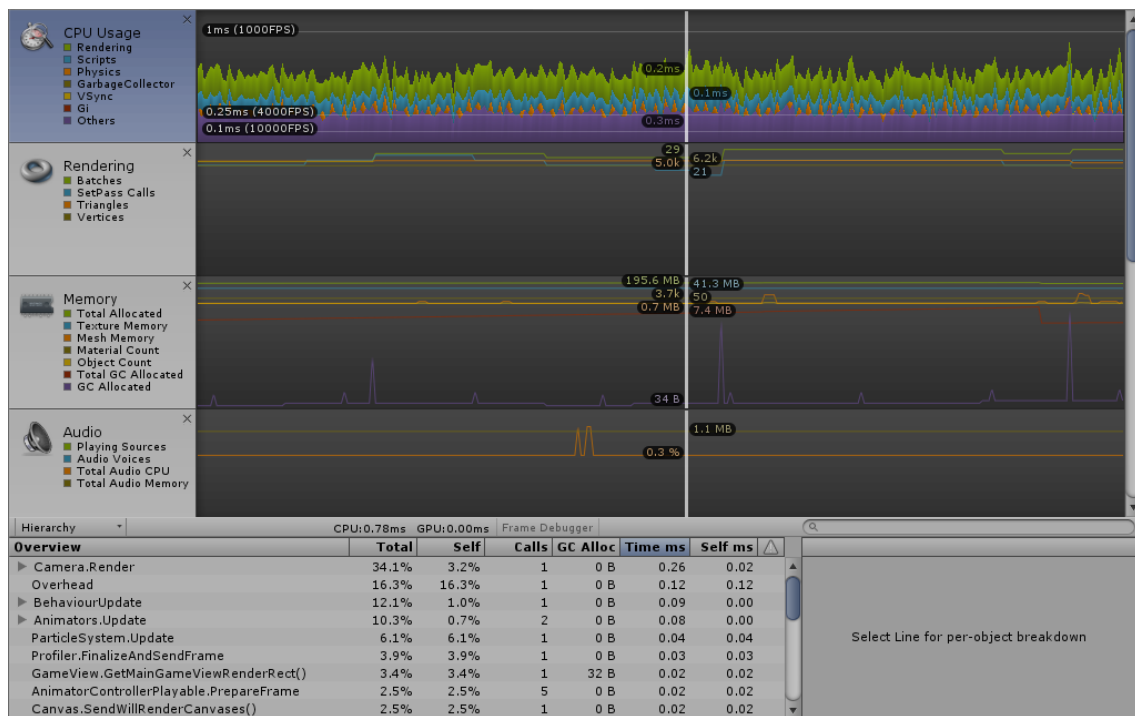 CPU Usage
Rendering
Scripts
Physics
GarbageCollector
VSync
Gi
Others
1ms (1000FPS)
0.25ms (4000FPS)
0.1ms (10000FPS)
0.2ms
0.1ms
0.3ms
Rendering
Batches
SetPass Calls
Triangles
Vertices
29
5.0k
6.2k
21
Memory
Total Allocated
Texture Memory
Mesh Memory
Material Count
Object Count
Total GC Allocated
GC Allocated
195.6 MB
41.3 MB
3.7k
50
0.7 MB
7.4 MB
34 B
Audio
Playing Sources
Audio Voices
Total Audio CPU
Total Audio Memory
1.1 MB
0.3 %
Hierarchy CPU:0.78ms GPU:0.00ms Frame Debugger
Overview Total Self Calls GC Alloc Time ms Self ms
Camera.Render 34.1% 3.2% 1 0 B 0.26 0.02
Overhead 16.3% 16.3% 1 0 B 0.12 0.12
BehaviourUpdate 12.1% 1.0% 1 0 B 0.09 0.00
Animators.Update 10.3% 0.7% 2 0 B 0.08 0.00
ParticleSystem.Update 6.1% 6.1% 1 0 B 0.04 0.04
Profiler.FinalizeAndSendFrame 3.9% 3.9% 1 0 B 0.03 0.03
GameView.GetMainGameViewRenderRect() 3.4% 3.4% 1 32 B 0.02 0.02
AnimatorControllerPlayable.PrepareFrame 2.5% 2.5% 5 0 B 0.02 0.02
Canvas.SendWillRenderCanvases() 2.5% 2.5% 1 0 B 0.02 0.02
Select Line for per-object breakdown